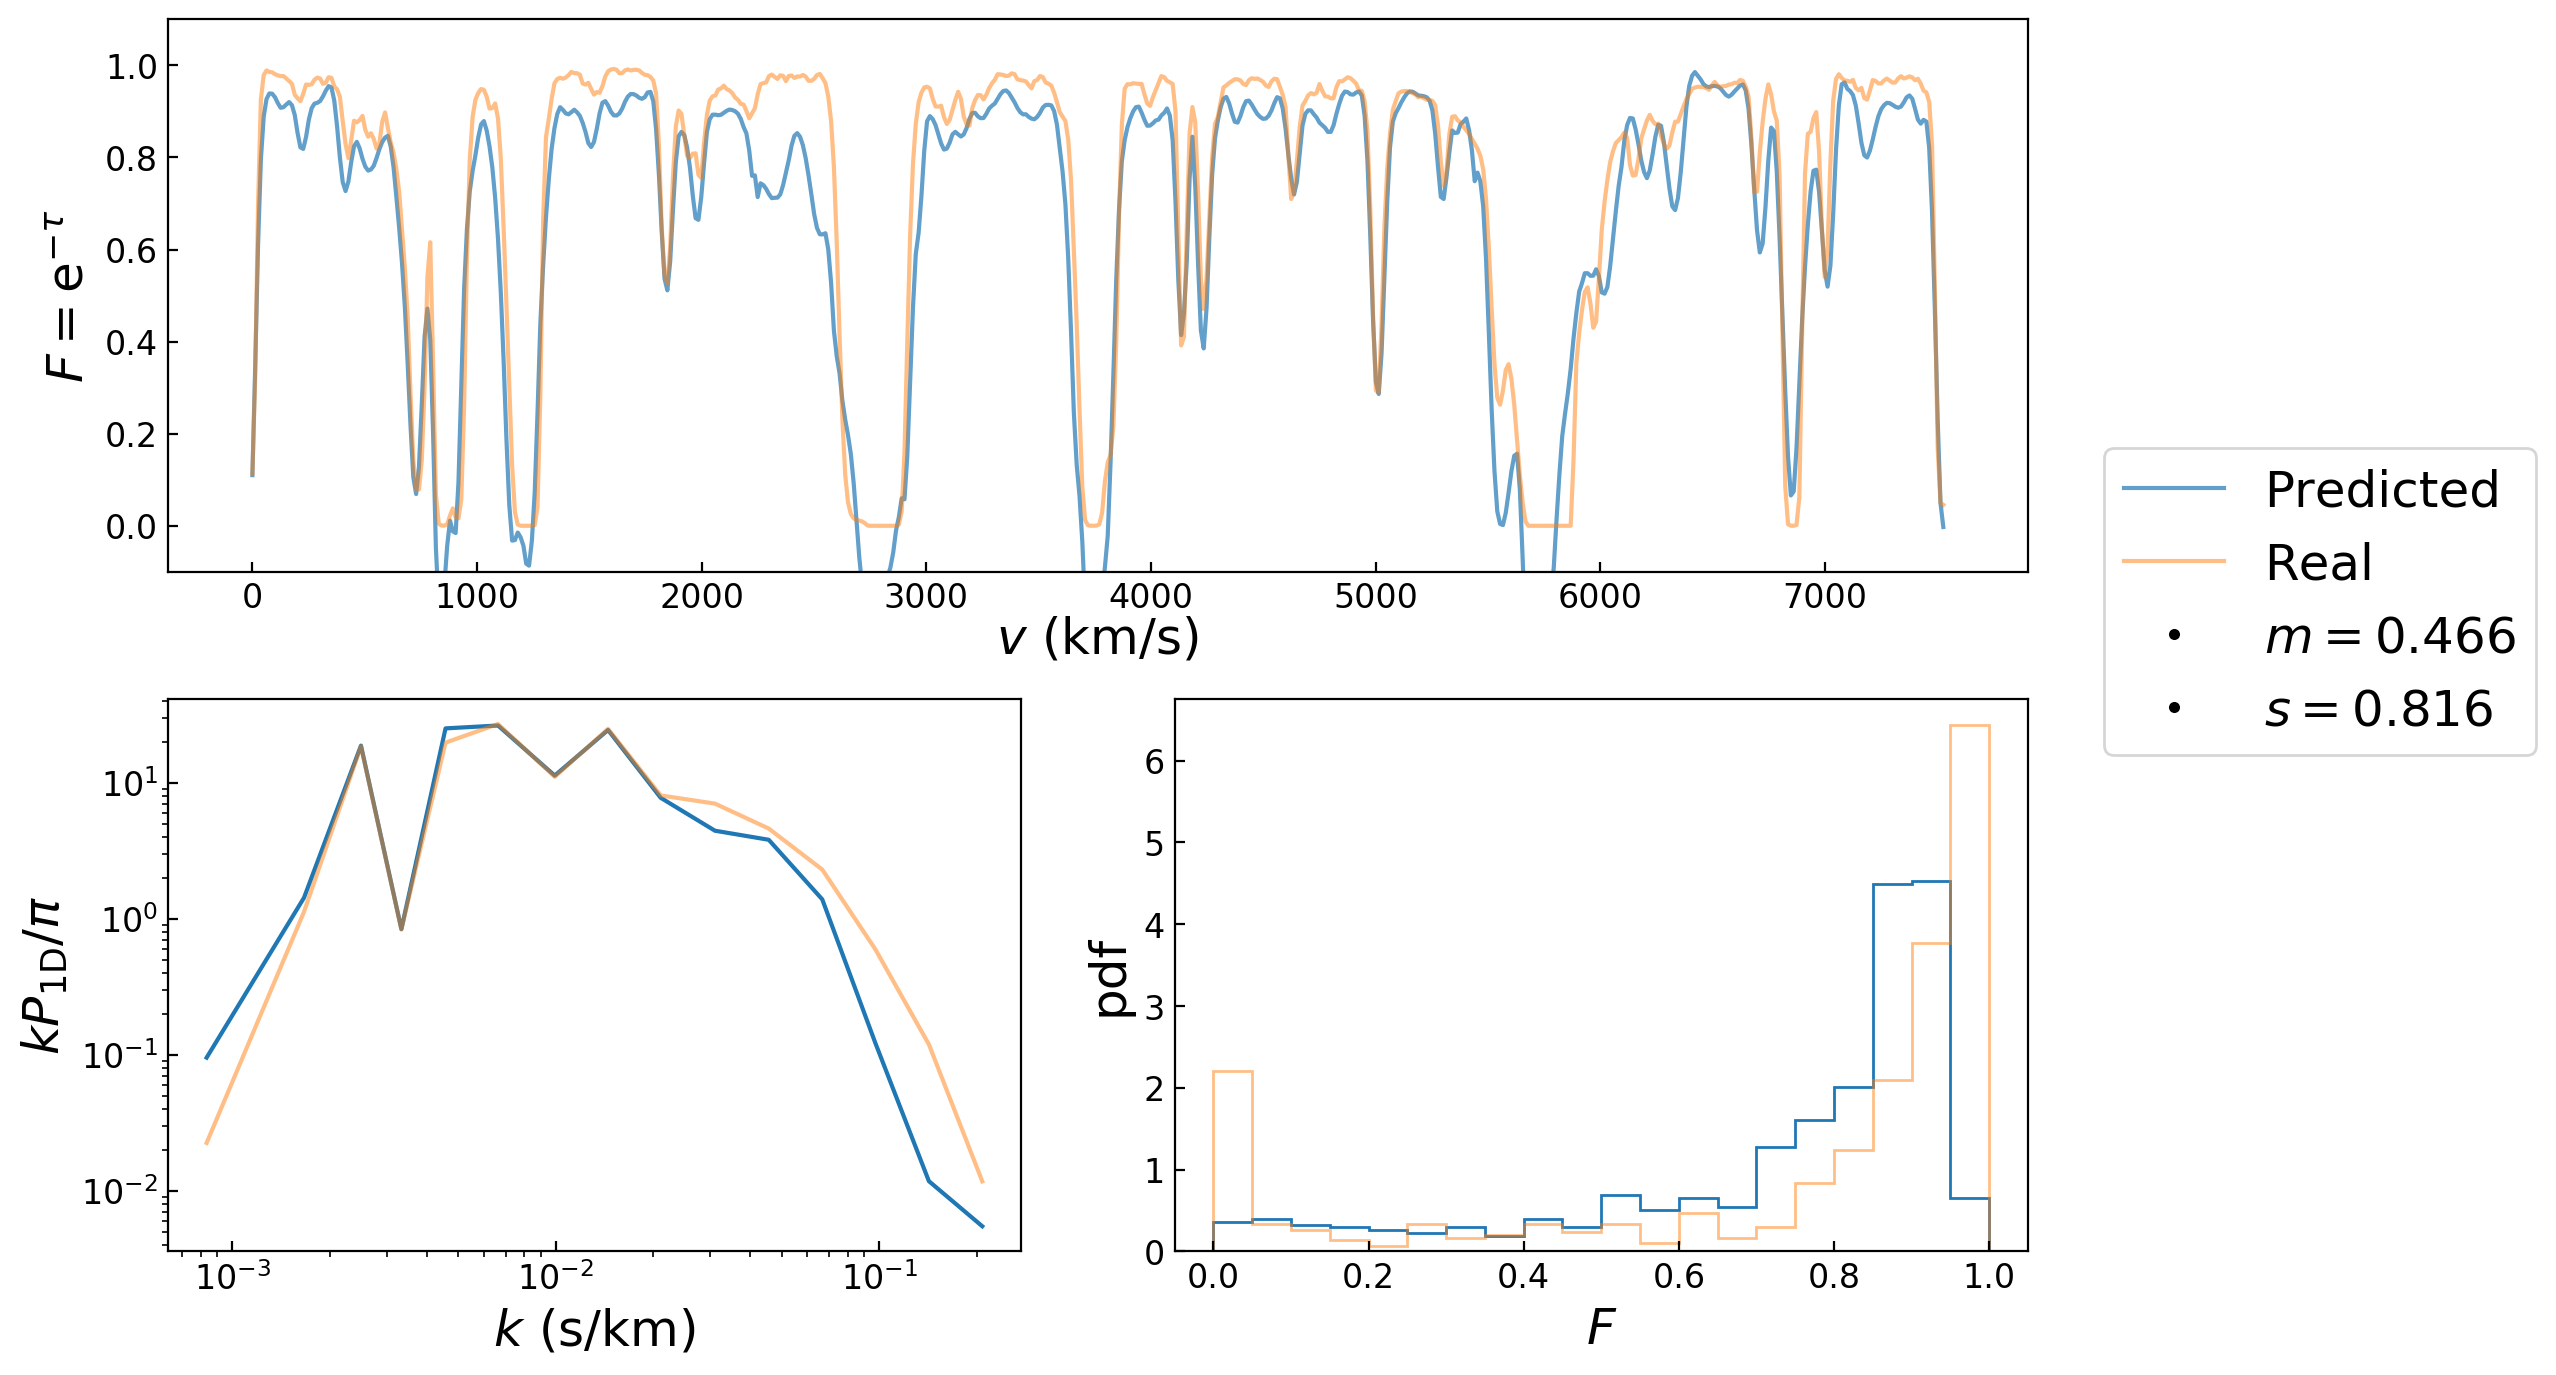 1.0
0.8
0.6
0.4
0.2
0.0
F = e^{-τ}
0 1000 2000 3000 4000 5000 6000 7000
v (km/s)
Predicted
Real
m = 0.466
s = 0.816
10^1
10^0
10^{-1}
10^{-2}
kP_{1D}/π
10^{-3} 10^{-2} 10^{-1}
k (s/km)
6
5
4
3
2
1
0
pdf
0.0 0.2 0.4 0.6 0.8 1.0
F